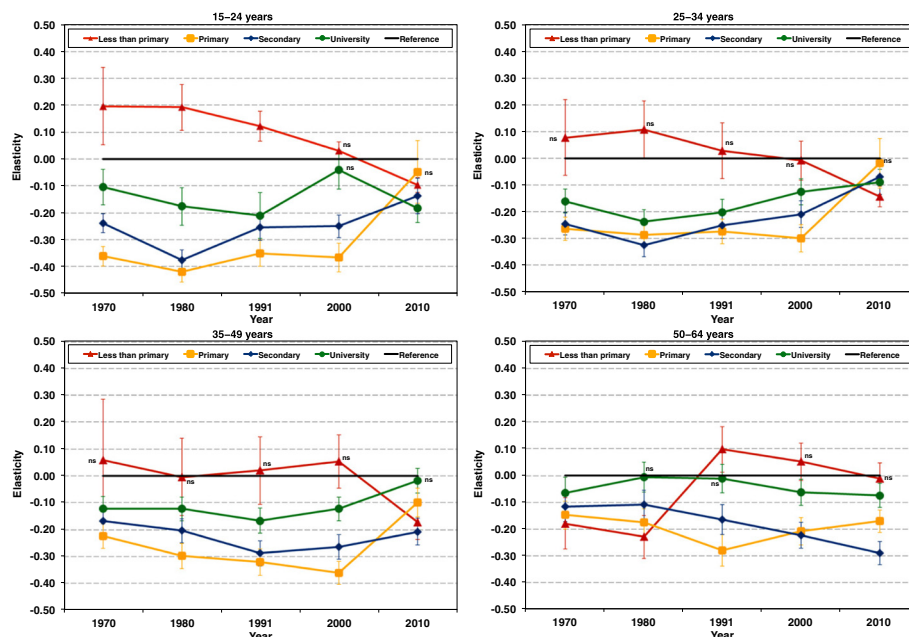 15–24 years
0.50
0.40
0.30
0.20
0.10
0.00
-0.10
-0.20
-0.30
-0.40
-0.50
Elasticity
Less than primary Primary Secondary University Reference
ns
ns
ns
1970 1980 1991 2000 2010
Year
25–34 years
0.50
0.40
0.30
0.20
0.10
0.00
-0.10
-0.20
-0.30
-0.40
-0.50
Elasticity
Less than primary Primary Secondary University Reference
ns
ns
ns
ns
ns
1970 1980 1991 2000 2010
Year
35–49 years
0.50
0.40
0.30
0.20
0.10
0.00
-0.10
-0.20
-0.30
-0.40
-0.50
Elasticity
Less than primary Primary Secondary University Reference
ns
ns
ns
ns
ns
1970 1980 1991 2000 2010
Year
50–64 years
0.50
0.40
0.30
0.20
0.10
0.00
-0.10
-0.20
-0.30
-0.40
-0.50
Elasticity
Less than primary Primary Secondary University Reference
ns
ns
ns
ns
1970 1980 1991 2000 2010
Year